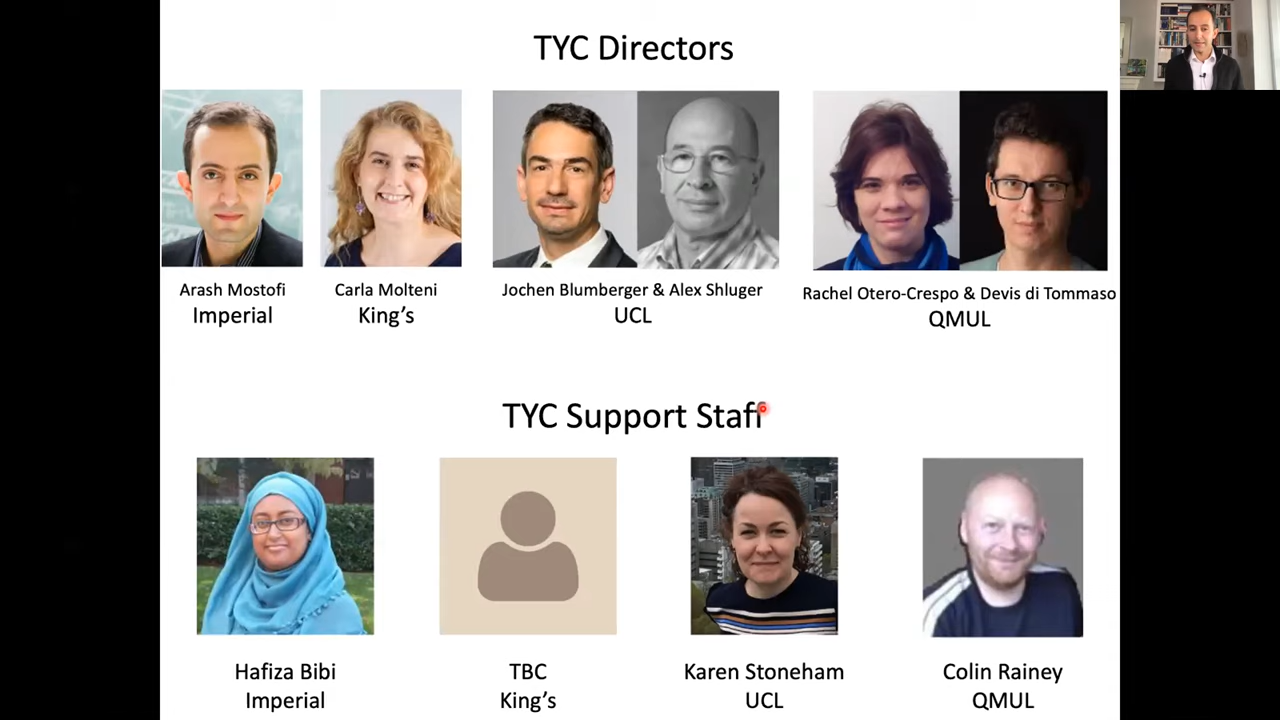 TYC Directors
Arash Mostofi
Imperial
Carla Molteni
King's
Jochen Blumberger & Alex Shluger
UCL
Rachel Otero-Crespo & Devis di Tommaso
QMUL
TYC Support Staff
Hafiza Bibi
Imperial
TBC
King's
Karen Stoneham
UCL
Colin Rainey
QMUL